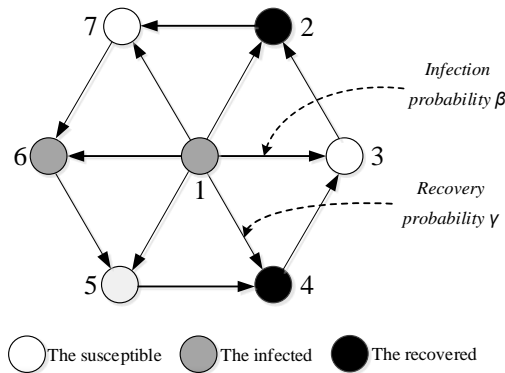 7
2
Infection
probability β
6
1
3
Recovery
probability γ
5
4
The susceptible
The infected
The recovered